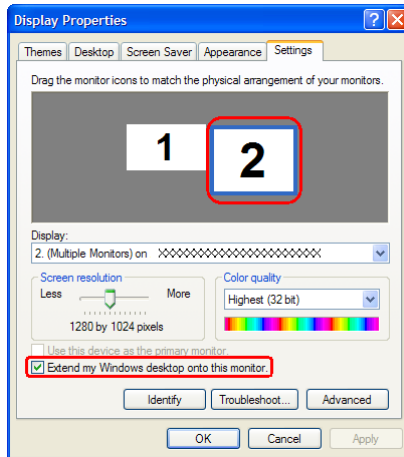 Display Properties
Themes Desktop Screen Saver Appearance Settings
Drag the monitor icons to match the physical arrangement of your monitors.
1 2
Display:
2. (Multiple Monitors) on XXXXXXXXXXXXXXXXXXXXXXX
Screen resolution
Less More
1280 by 1024 pixels
Color quality
Highest (32 bit)
Use this device as the primary monitor.
Extend my Windows desktop onto this monitor.
Identify Troubleshoot... Advanced
OK Cancel Apply